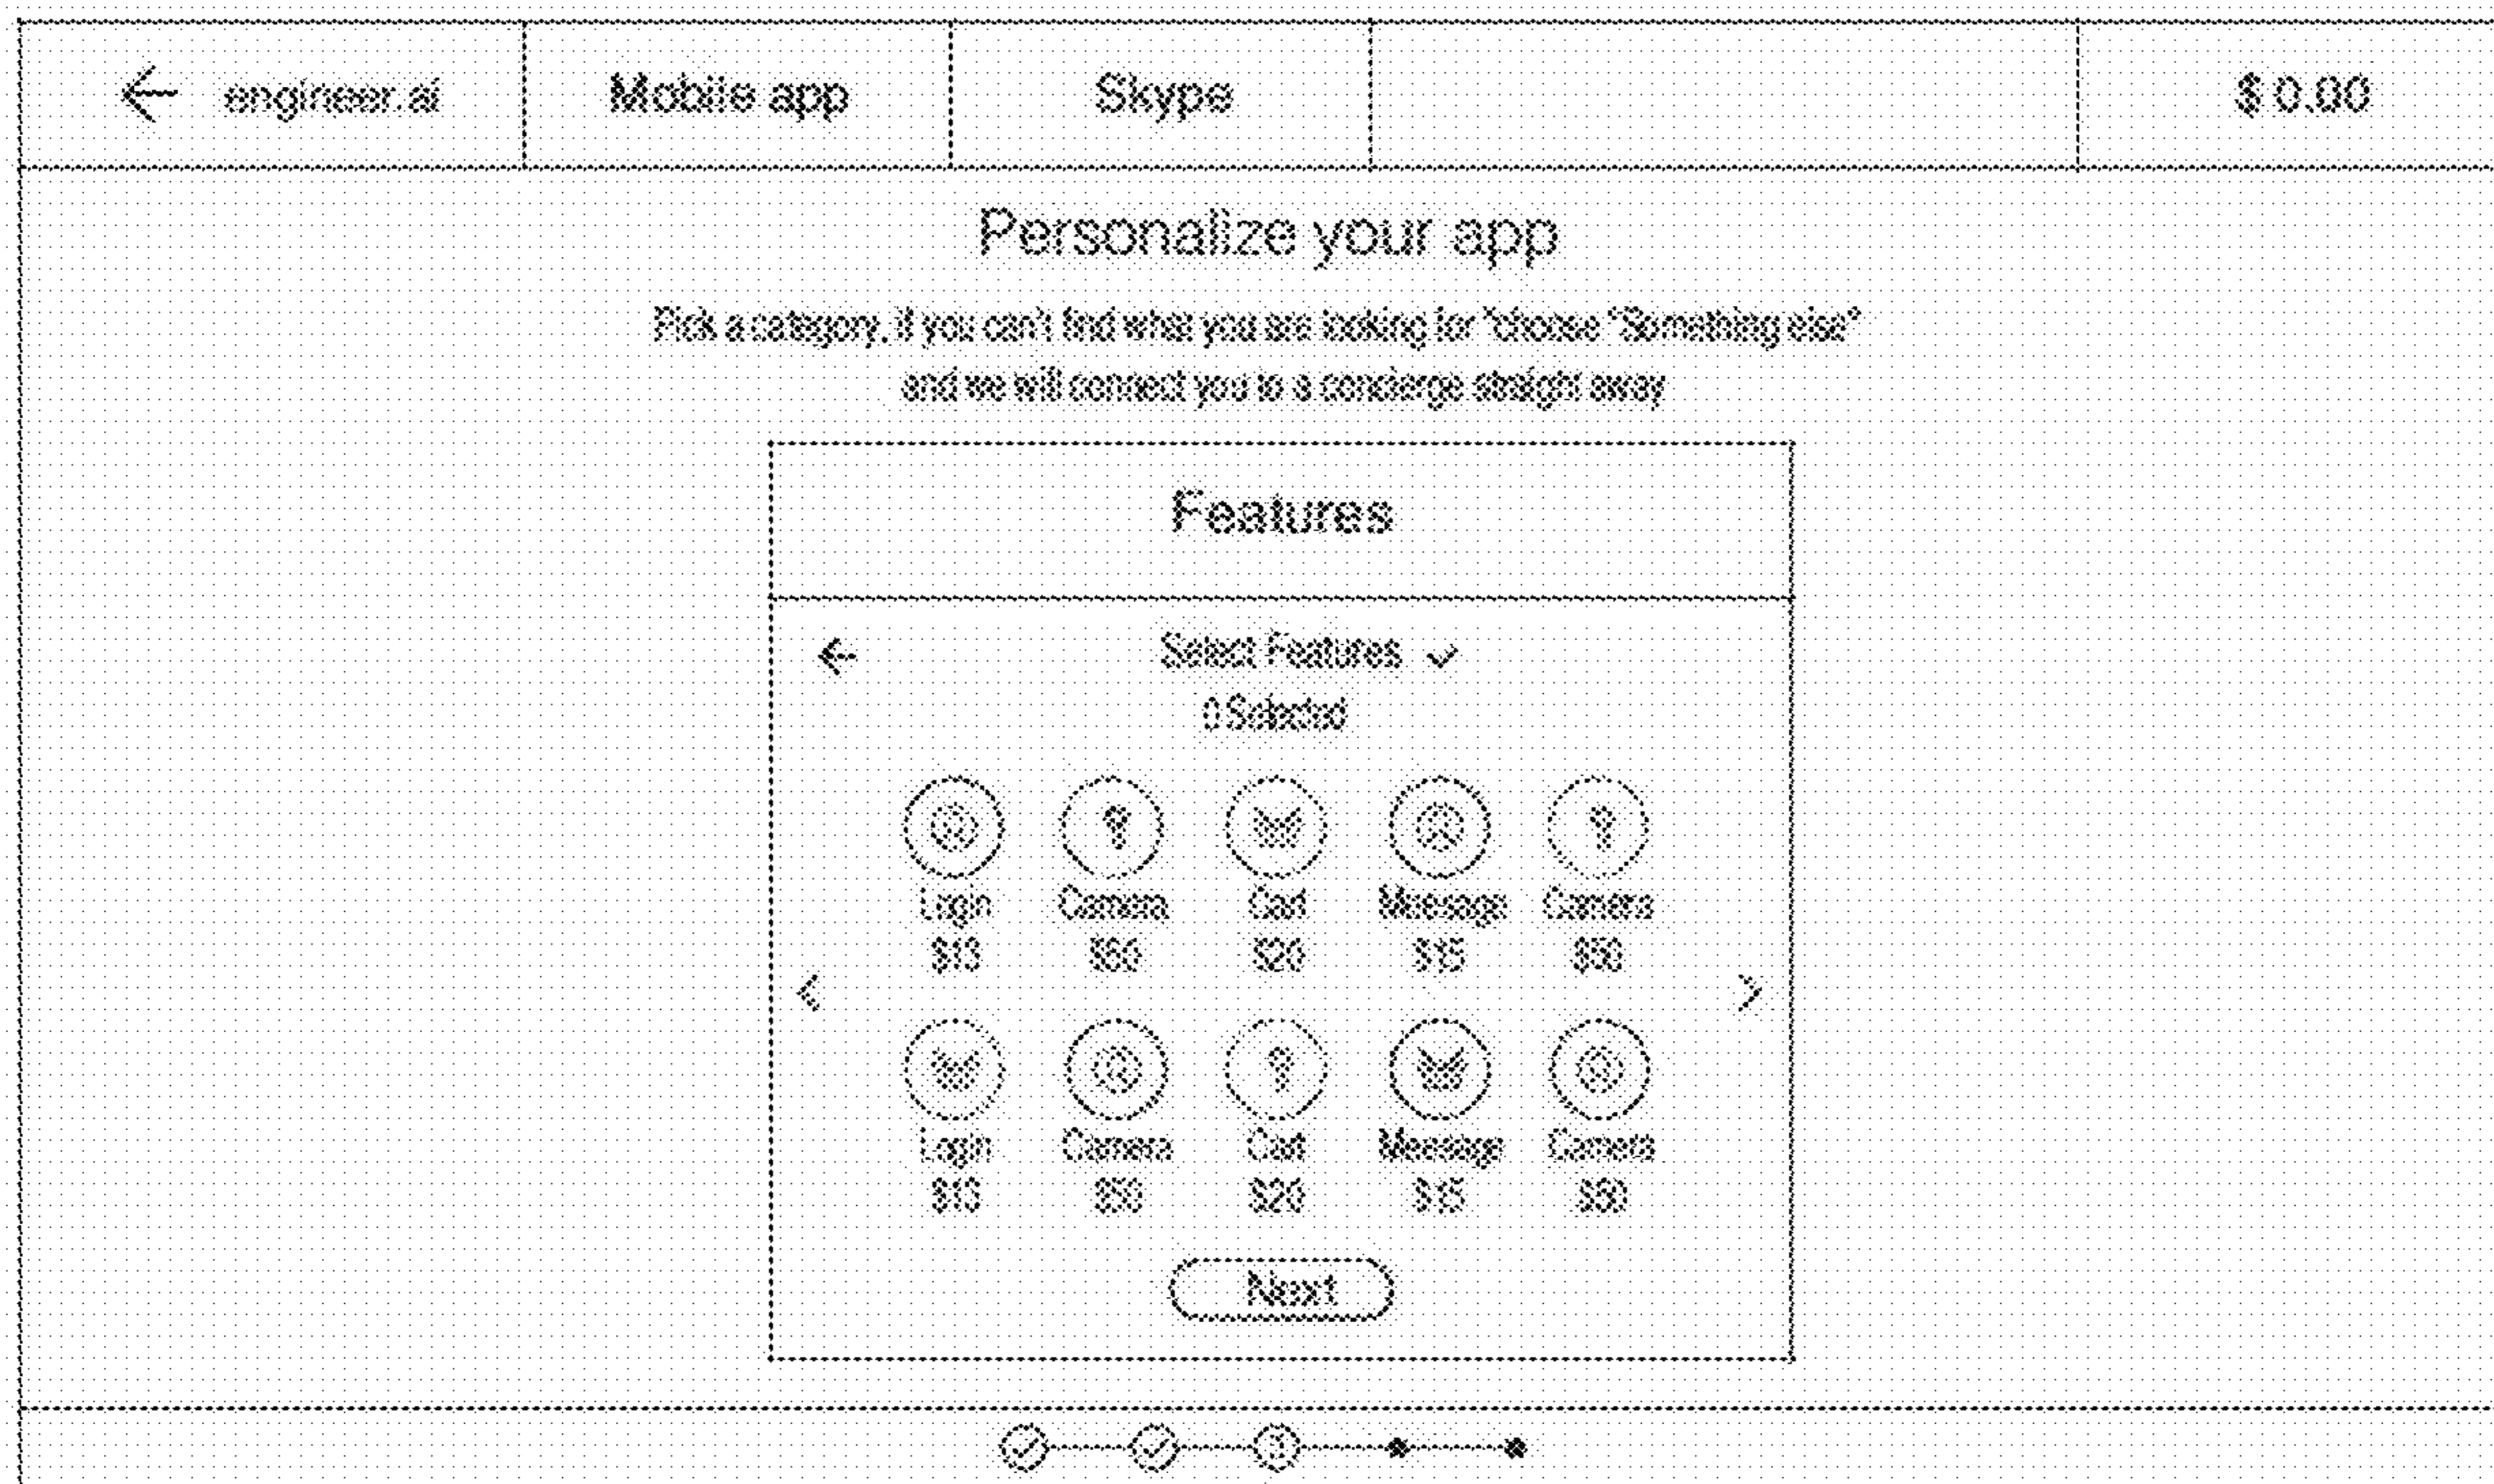 ← engineer.ai Mobile app Skype $ 0.00
Personalize your app
Pick a category, if you can't find what you are looking for "choose "Something else"
and we will connect you to a concierge straight away
Features
← Select Features
0 Selected
Login Camera Cart Message Camera
$20 $15
Login Camera Cart Message Camera
$20 $15
Next
3